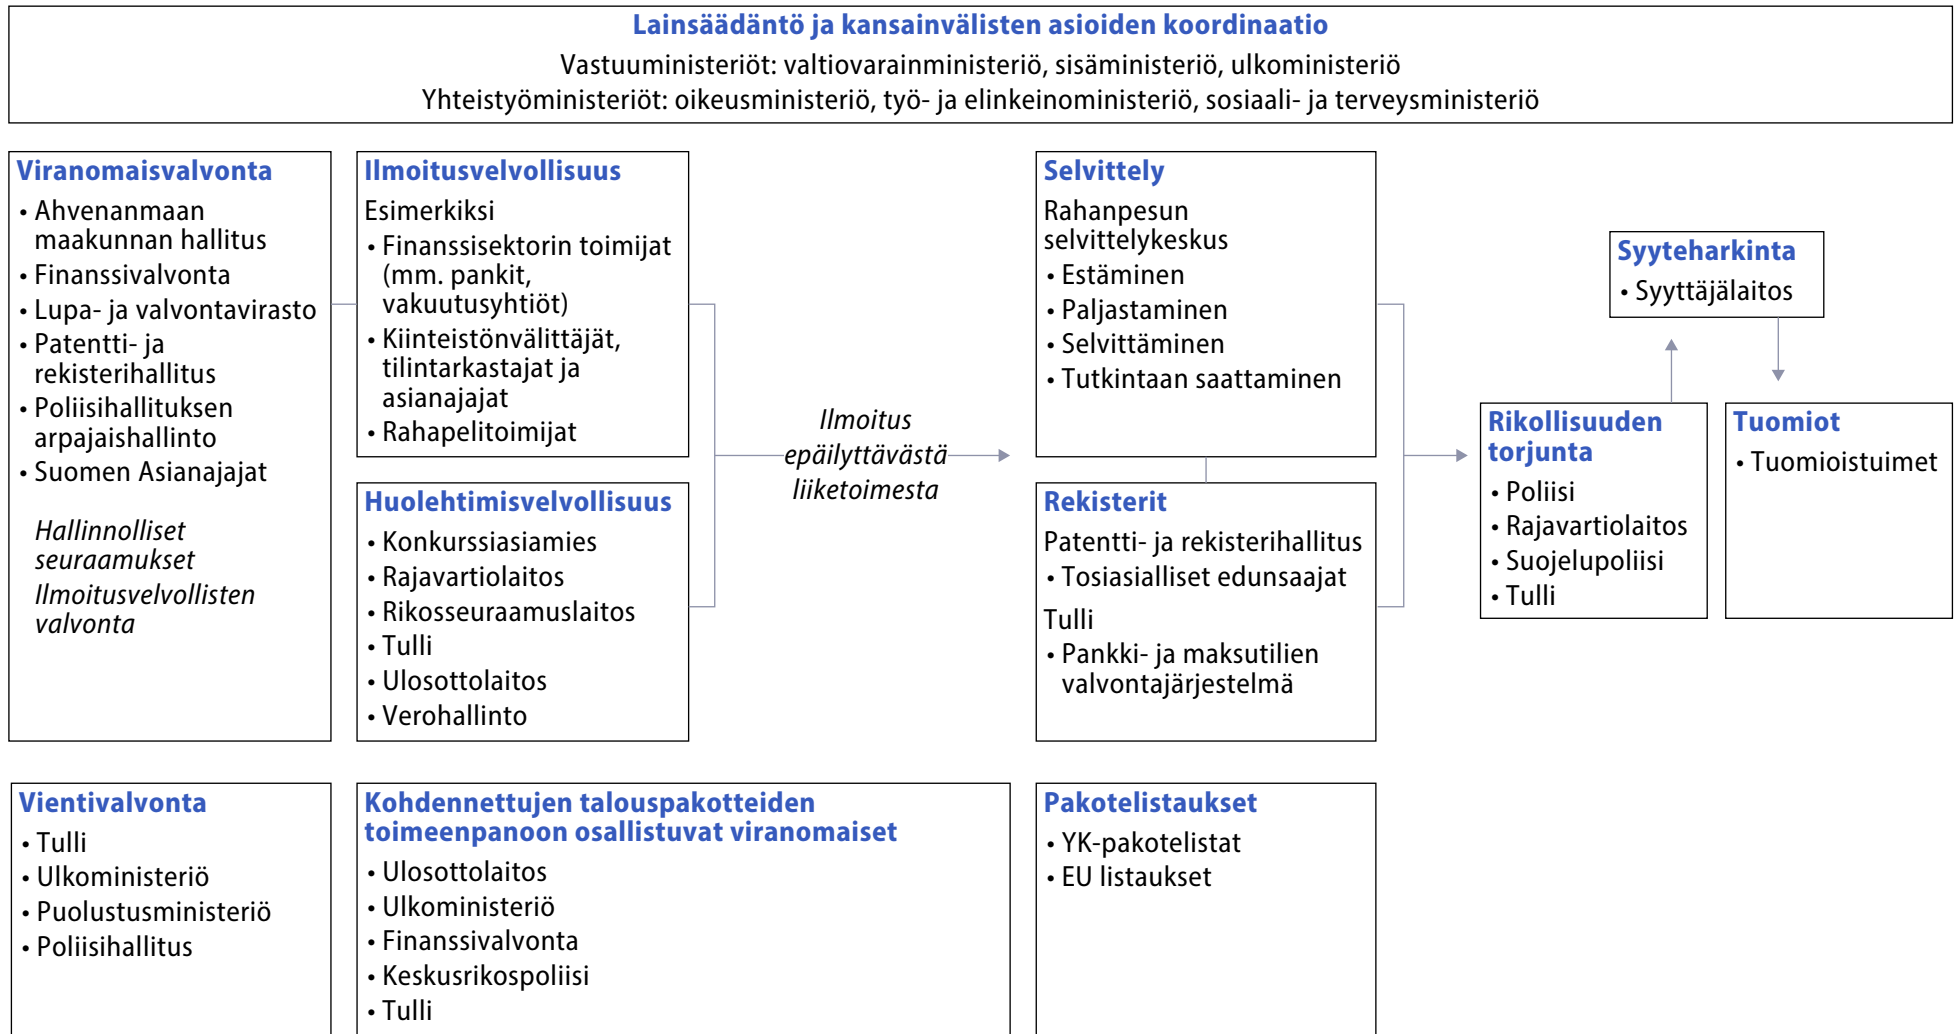 Lainsäädäntö ja kansainvälisten asioiden koordinaatio
Vastuuministeriöt: valtiovarainministeriö, sisäministeriö, ulkoministeriö
Yhteistyöministeriöt: oikeusministeriö, työ- ja elinkeinoministeriö, sosiaali- ja terveysministeriö
Viranomaisvalvonta
• Ahvenanmaan
maakunnan hallitus
• Finanssivalvonta
• Lupa- ja valvontavirasto
• Patentti- ja
rekisterihallitus
• Poliisihallituksen
arpajaishallinto
• Suomen Asianajajat
Hallinnolliset
seuraamukset
Ilmoitusvelvollisten
valvonta
Ilmoitusvelvollisuus
Esimerkiksi
• Finanssisektorin toimijat
(mm. pankit,
vakuutusyhtiöt)
• Kiinteistönvälittäjät,
tilintarkastajat ja
asianajajat
• Rahapelitoimijat
Huolehtimisvelvollisuus
• Konkurssiasiamies
• Rajavartiolaitos
• Rikosseuraamuslaitos
• Tulli
• Ulosottolaitos
• Verohallinto
Ilmoitus
epäilyttävästä
liiketoimesta
Selvittely
Rahanpesun
selvittelykeskus
• Estäminen
• Paljastaminen
• Selvittäminen
• Tutkintaan saattaminen
Rekisterit
Patentti- ja rekisterihallitus
• Tosiasialliset edunsaajat
Tulli
• Pankki- ja maksutilien
valvontajärjestelmä
Rikollisuuden
torjunta
• Poliisi
• Rajavartiolaitos
• Suojelupoliisi
• Tulli
Syyteharkinta
• Syyttäjälaitos
Tuomiot
• Tuomioistuimet
Vientivalvonta
• Tulli
• Ulkoministeriö
• Puolustusministeriö
• Poliisihallitus
Kohdennettujen talouspakotteiden
toimeenpanoon osallistuvat viranomaiset
• Ulosottolaitos
• Ulkoministeriö
• Finanssivalvonta
• Keskusrikospoliisi
• Tulli
Pakotelistaukset
• YK-pakotelistat
• EU listaukset